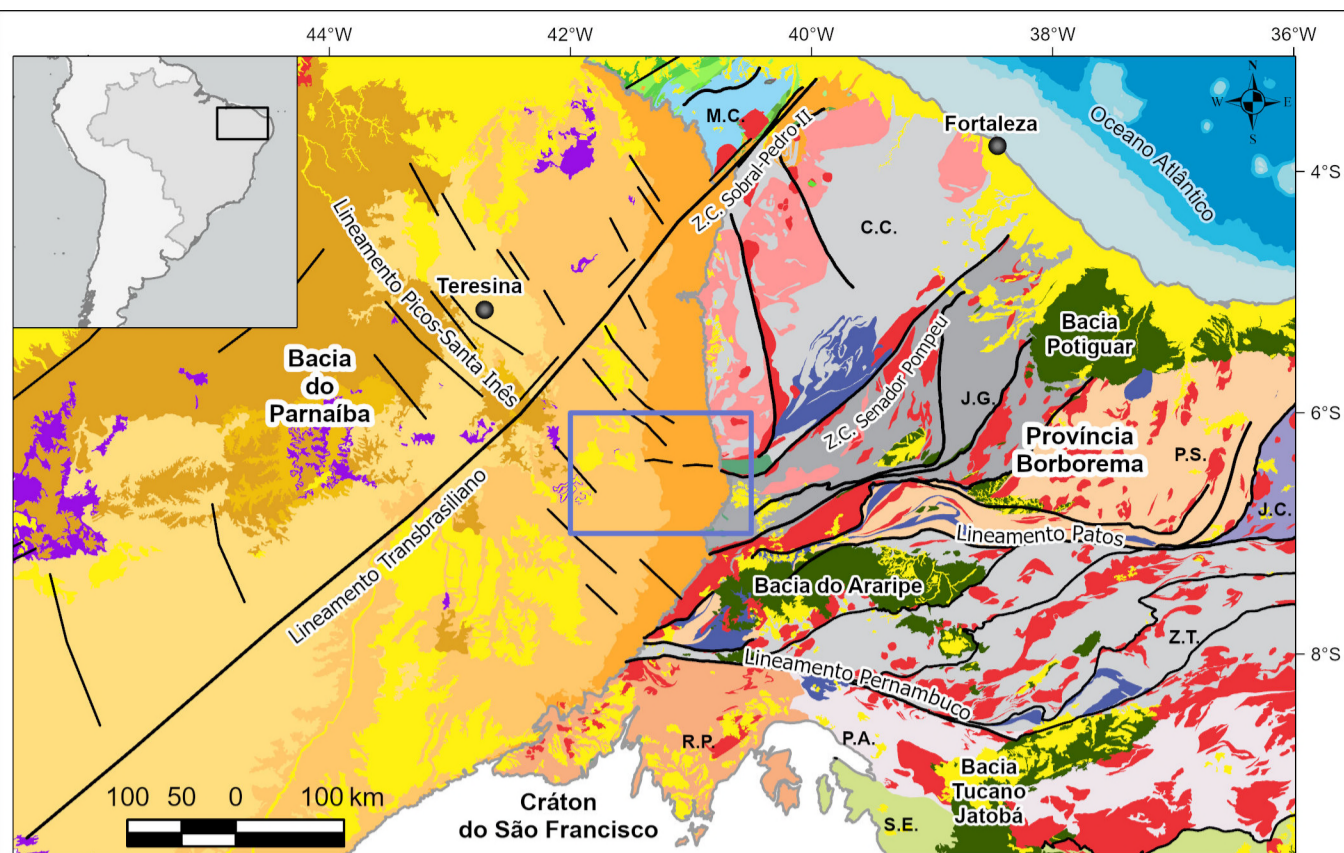 44°W
42°W
40°W
38°W
36°W
N
W
E
S
M.C.
Z.C. Sobral-Pedro II
Fortaleza
Oceano Atlântico
4°S
C.C.
Lineamento Picos-Santa Inês
Teresina
Bacia
do
Parnaíba
Bacia
Potiguar
Z.C. Senador Pompeu
J.G.
6°S
Província
Borborema
P.S.
J.C.
Lineamento Patos
Lineamento Transbrasiliano
Bacia do Araripe
Z.T.
8°S
Lineamento Pernambuco
R.P.
P.A.
Bacia
Tucano
Jatobá
S.E.
100 50 0 100 km
Cráton
do São Francisco